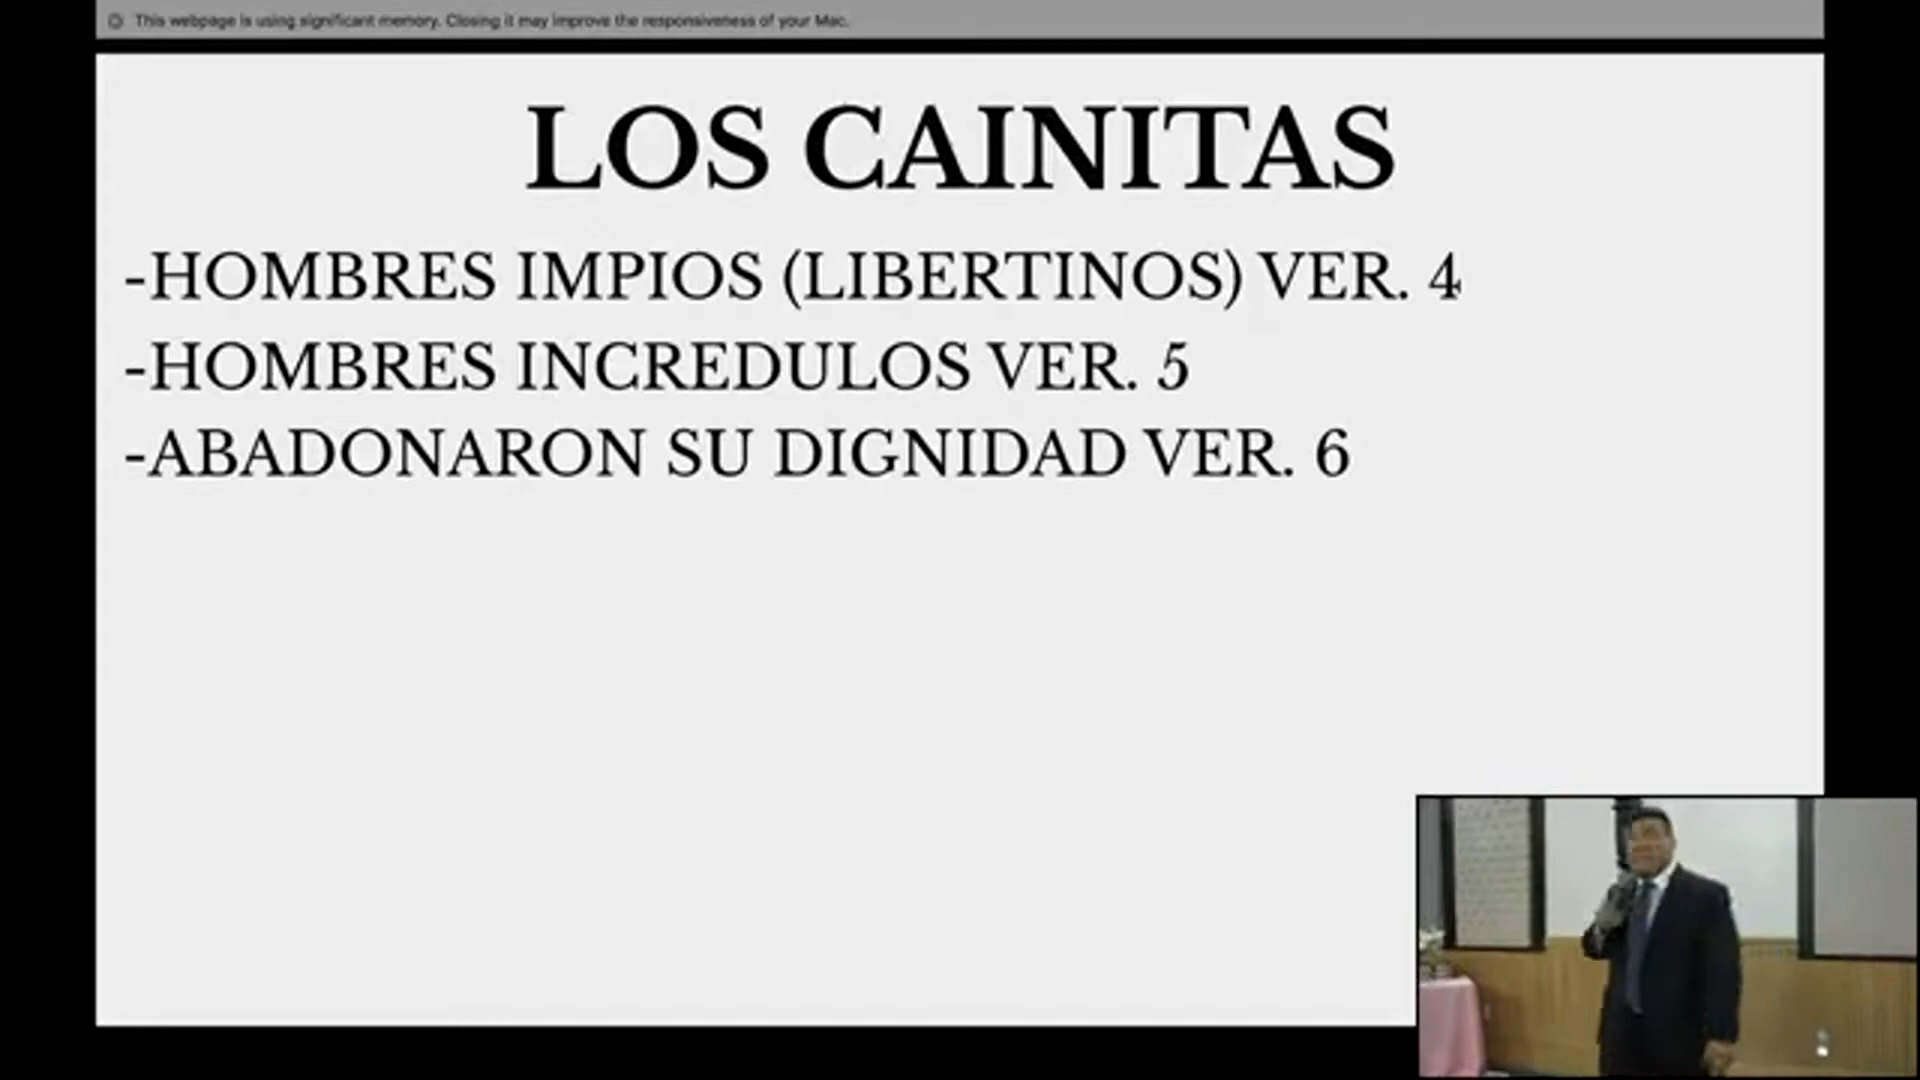 This webpage is using significant memory. Closing it may improve the responsiveness of your Mac.
LOS CAINITAS
-HOMBRES IMPIOS (LIBERTINOS) VER. 4
-HOMBRES INCREDULOS VER. 5
-ABADONARON SU DIGNIDAD VER. 6